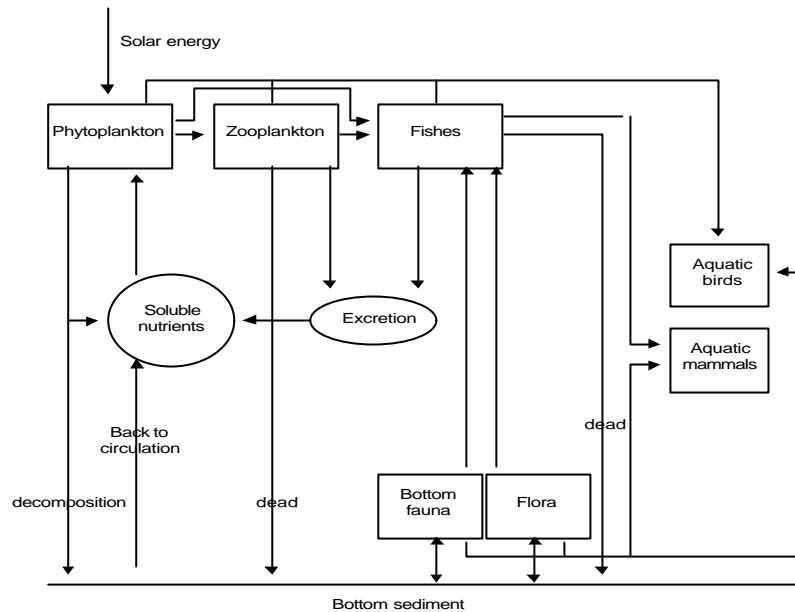 Solar energy
Phytoplankton
Zooplankton
Fishes
Aquatic
birds
Soluble
nutrients
Excretion
Aquatic
mammals
Back to
circulation
dead
decomposition
dead
Bottom
fauna
Flora
Bottom sediment